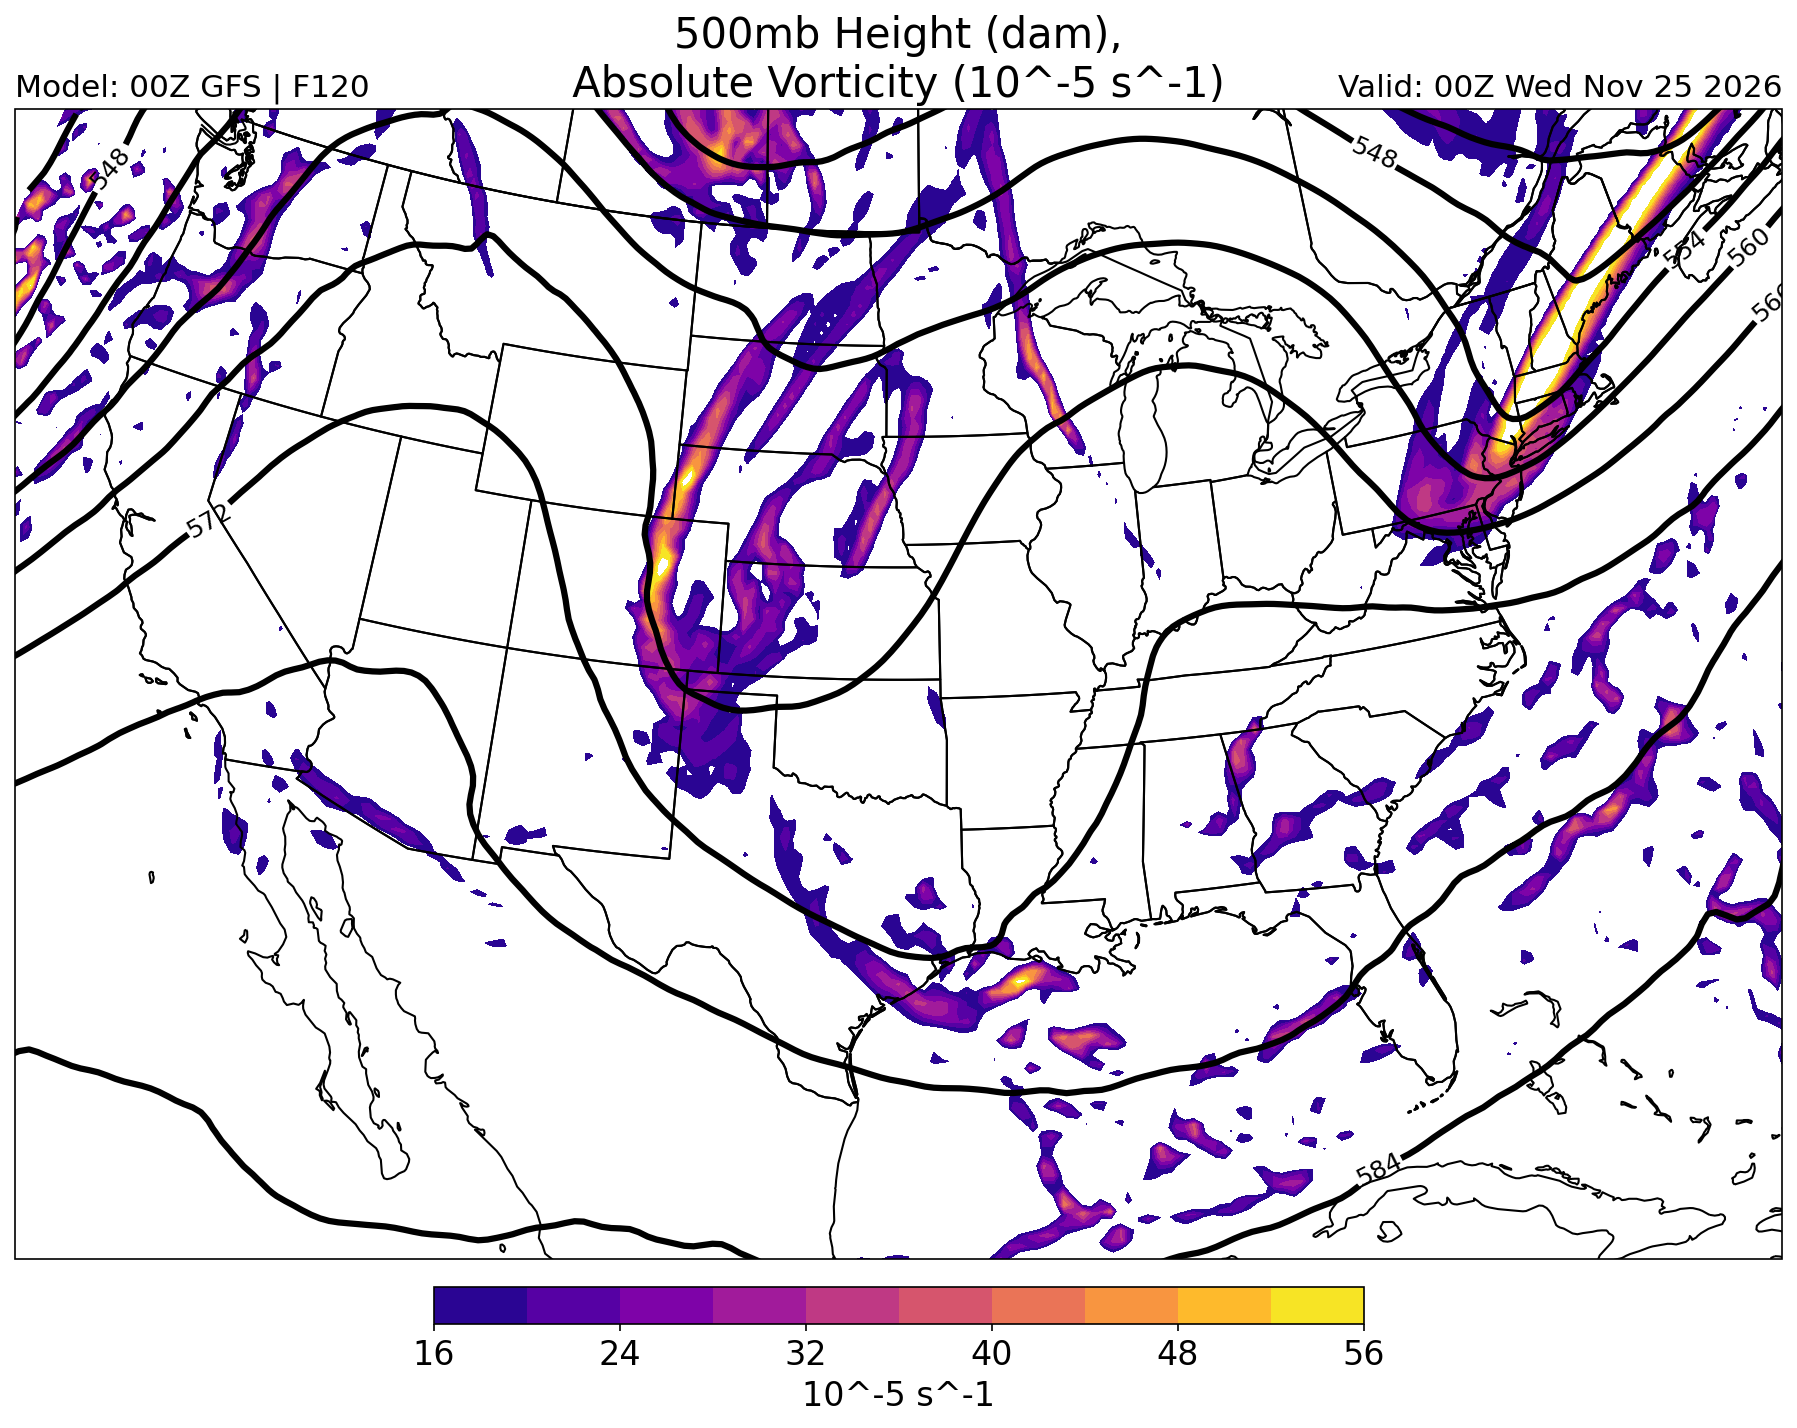 500mb Height (dam),
Model: 00Z GFS | F120
Absolute Vorticity (10^-5 s^-1)
Valid: 00Z Wed Nov 25 2026
548
548
554
560
572
584
16
24
32
40
48
56
10^-5 s^-1